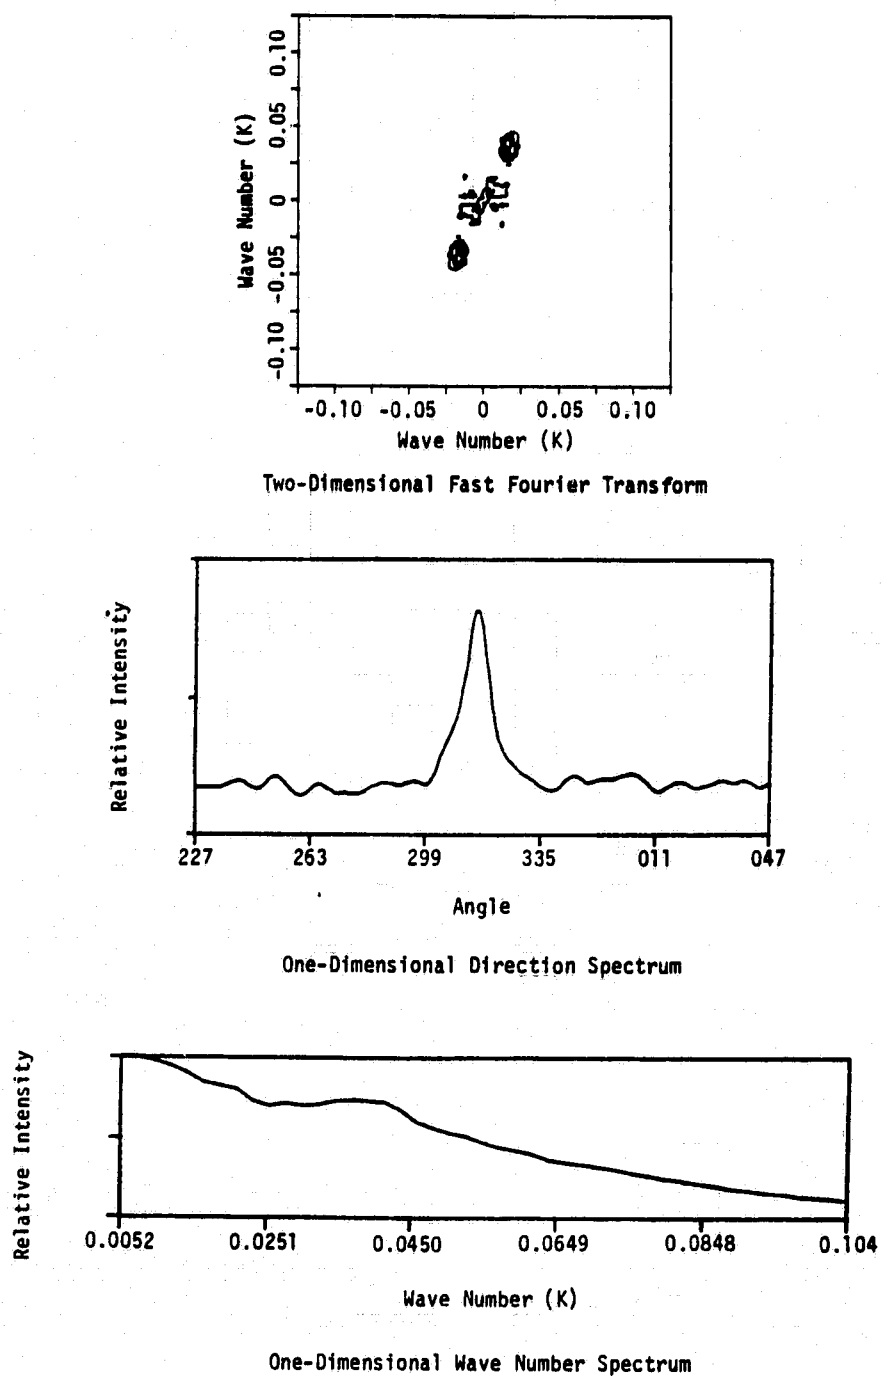 Wave Number (K)
0.10
0.05
0
-0.05
-0.10
-0.10 -0.05 0 0.05 0.10
Wave Number (K)
Two-Dimensional Fast Fourier Transform
Relative Intensity
227 263 299 335 011 047
Angle
One-Dimensional Direction Spectrum
Relative Intensity
0.0052 0.0251 0.0450 0.0649 0.0848 0.104
Wave Number (K)
One-Dimensional Wave Number Spectrum